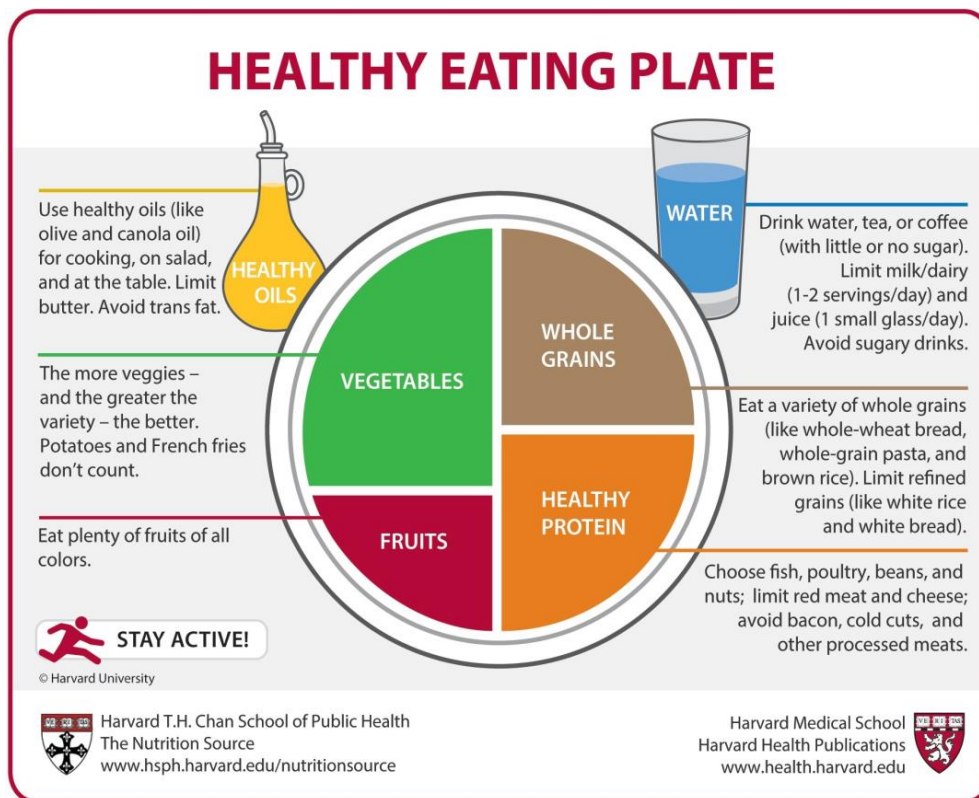 HEALTHY EATING PLATE
Use healthy oils (like
olive and canola oil)
for cooking, on salad,
and at the table. Limit
butter. Avoid trans fat.
HEALTHY
OILS
The more veggies –
and the greater the
variety – the better.
Potatoes and French fries
don't count.
Eat plenty of fruits of all
colors.
STAY ACTIVE!
© Harvard University
VEGETABLES
FRUITS
WHOLE
GRAINS
HEALTHY
PROTEIN
WATER
Drink water, tea, or coffee
(with little or no sugar).
Limit milk/dairy
(1-2 servings/day) and
juice (1 small glass/day).
Avoid sugary drinks.
Eat a variety of whole grains
(like whole-wheat bread,
whole-grain pasta, and
brown rice). Limit refined
grains (like white rice
and white bread).
Choose fish, poultry, beans, and
nuts; limit red meat and cheese;
avoid bacon, cold cuts, and
other processed meats.
Harvard T.H. Chan School of Public Health
The Nutrition Source
www.hsph.harvard.edu/nutritionsource
Harvard Medical School
Harvard Health Publications
www.health.harvard.edu
VE RI TAS